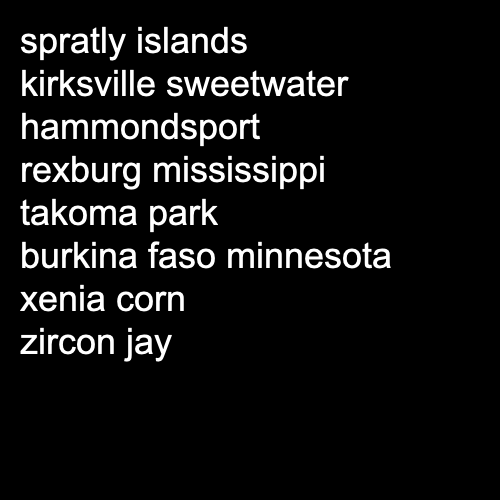 spratly islands
kirksville sweetwater
hammondsport
rexburg mississippi
takoma park
burkina faso minnesota
xenia corn
zircon jay